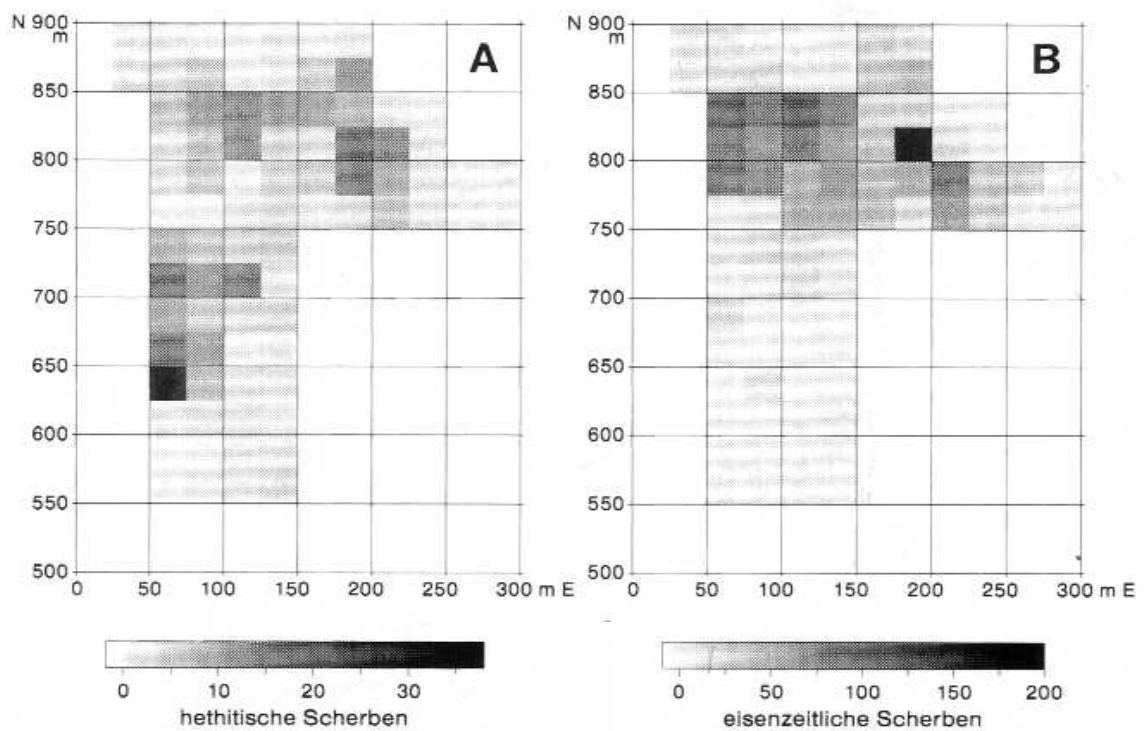 N 900
m
850
800
750
700
650
600
550
500
0 50 100 150 200 250 300 m E
A
0 10 20 30
hethitische Scherben
N 900
m
850
800
750
700
650
600
550
500
0 50 100 150 200 250 300 m E
B
0 50 100 150 200
eisenzeitliche Scherben